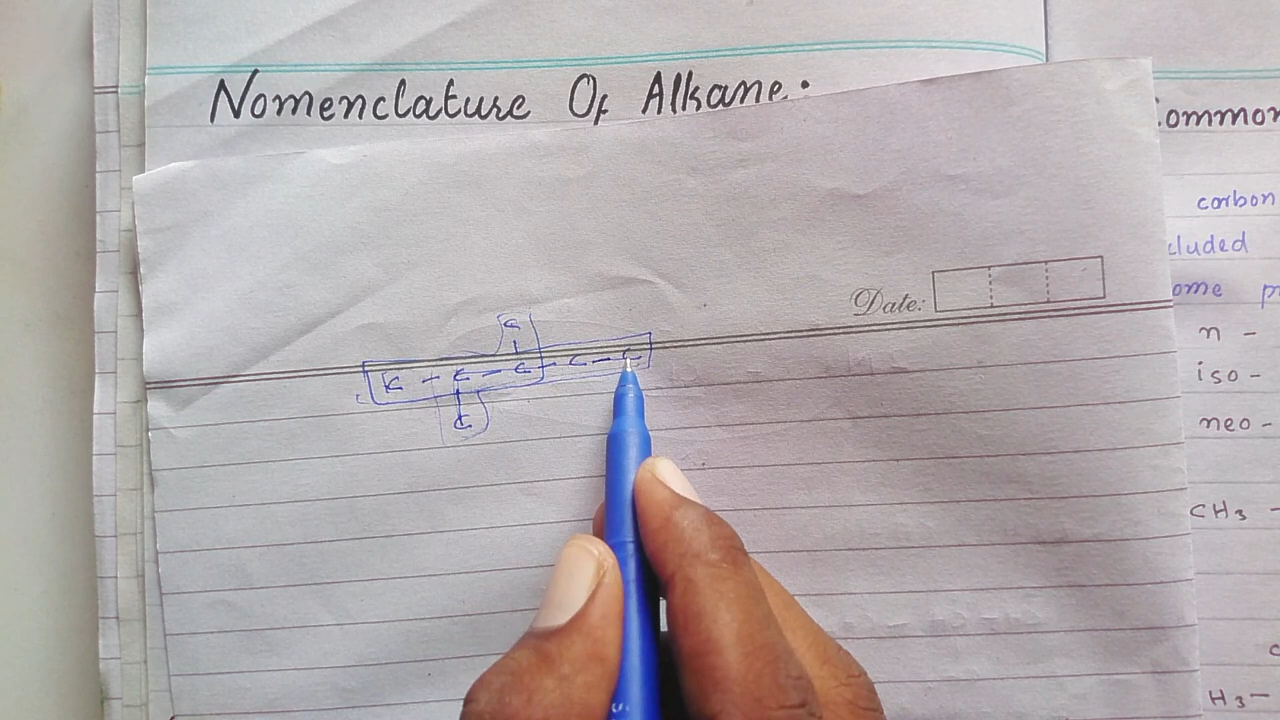 Nomenclature Of Alkane.
Date:
C
C - C - C - C - C
C
ommon
carbon
cluded
ome
n -
iso -
neo -
CH3 -
H3 -